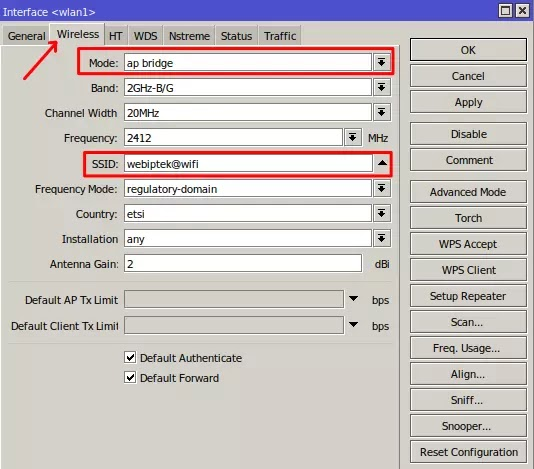 Interface <wlan1>
General Wireless HT WDS Nstreme Status Traffic
Mode: ap bridge
Band: 2GHz-B/G
Channel Width 20MHz
Frequency: 2412 MHz
SSID: webiptek@wifi
Frequency Mode: regulatory-domain
Country: etsi
Installation any
Antenna Gain: 2 dBi
Default AP Tx Limit bps
Default Client Tx Limit bps
Default Authenticate
Default Forward
OK
Cancel
Apply
Disable
Comment
Advanced Mode
Torch
WPS Accept
WPS Client
Setup Repeater
Scan...
Freq. Usage...
Align...
Sniff...
Snooper...
Reset Configuration